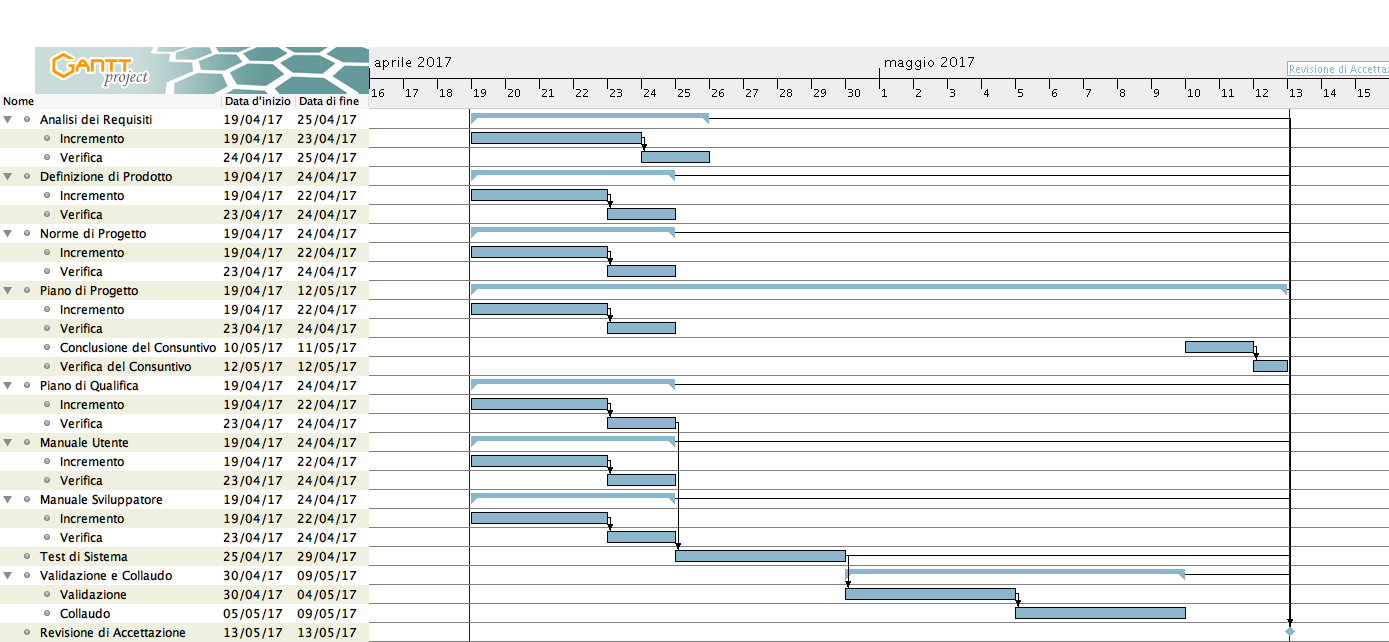 GANTT project
aprile 2017 maggio 2017
Revisione di Accetta
16 17 18 19 20 21 22 23 24 25 26 27 28 29 30 1 2 3 4 5 6 7 8 9 10 11 12 13 14 15
Nome Data d'inizio Data di fine
Analisi dei Requisiti 19/04/17 25/04/17
Incremento 19/04/17 23/04/17
Verifica 24/04/17 25/04/17
Definizione di Prodotto 19/04/17 24/04/17
Incremento 19/04/17 22/04/17
Verifica 23/04/17 24/04/17
Norme di Progetto 19/04/17 24/04/17
Incremento 19/04/17 22/04/17
Verifica 23/04/17 24/04/17
Piano di Progetto 19/04/17 12/05/17
Incremento 19/04/17 22/04/17
Verifica 23/04/17 24/04/17
Conclusione del Consuntivo 10/05/17 11/05/17
Verifica del Consuntivo 12/05/17 12/05/17
Piano di Qualifica 19/04/17 24/04/17
Incremento 19/04/17 22/04/17
Verifica 23/04/17 24/04/17
Manuale Utente 19/04/17 24/04/17
Incremento 19/04/17 22/04/17
Verifica 23/04/17 24/04/17
Manuale Sviluppatore 19/04/17 24/04/17
Incremento 19/04/17 22/04/17
Verifica 23/04/17 24/04/17
Test di Sistema 25/04/17 29/04/17
Validazione e Collaudo 30/04/17 09/05/17
Validazione 30/04/17 04/05/17
Collaudo 05/05/17 09/05/17
Revisione di Accettazione 13/05/17 13/05/17